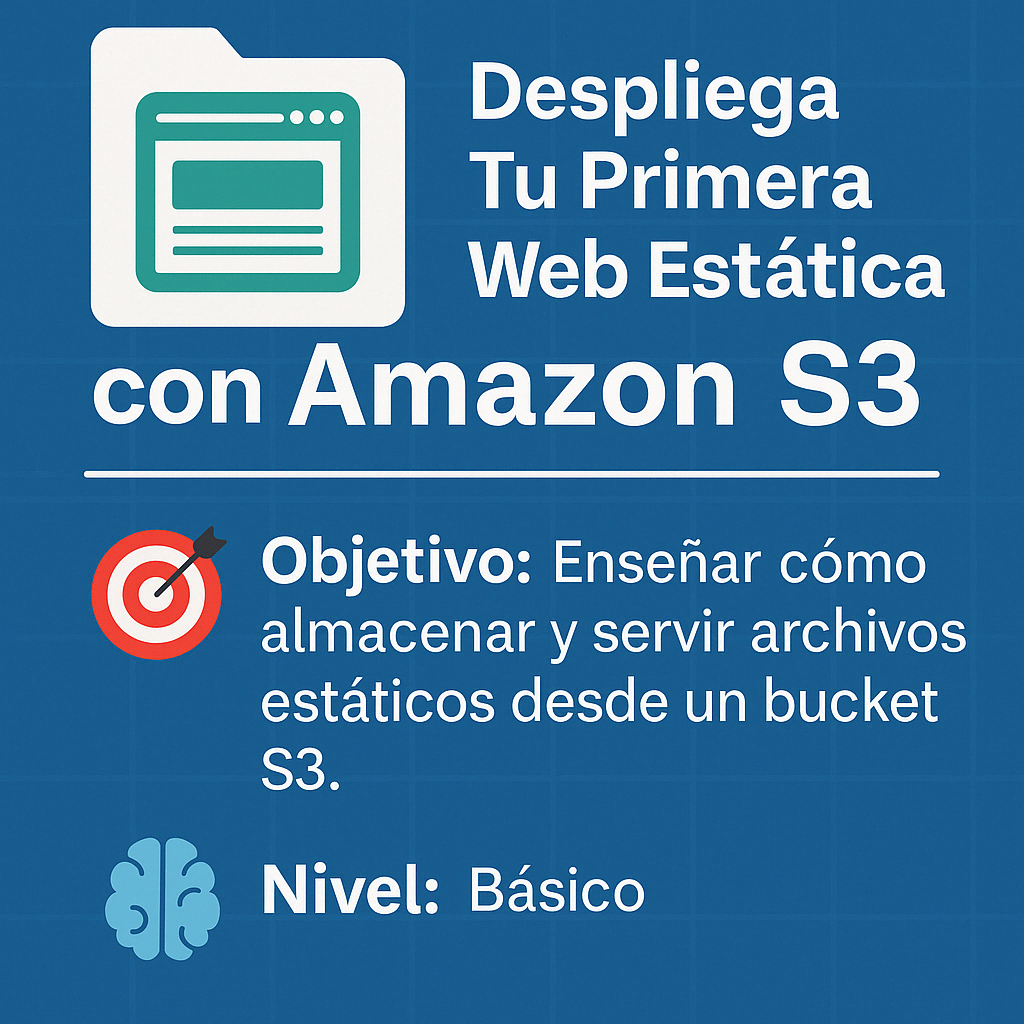 Despliega
Tu Primera
Web Estática
con Amazon S3
Objetivo: Enseñar cómo
almacenar y servir archivos
estáticos desde un bucket
S3.
Nivel: Básico